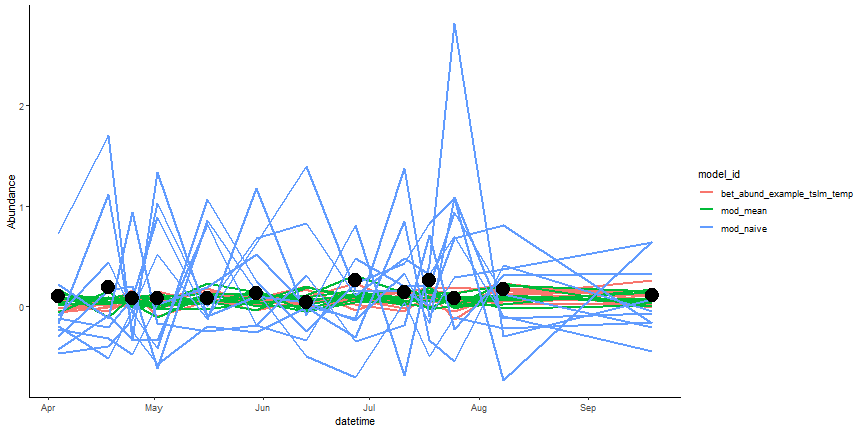 2
1
0
Abundance
Apr
May
Jun
Jul
Aug
Sep
datetime
model_id
bet_abund_example_tslm_temp
mod_mean
mod_naive